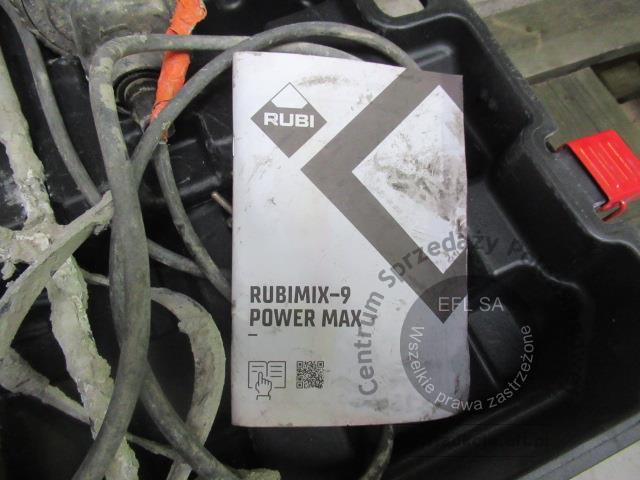 RUBI
RUBIMIX-9
POWER MAX
Centrum Sprzedaży
EFL SA
Wszelkie prawa zastrzeżone